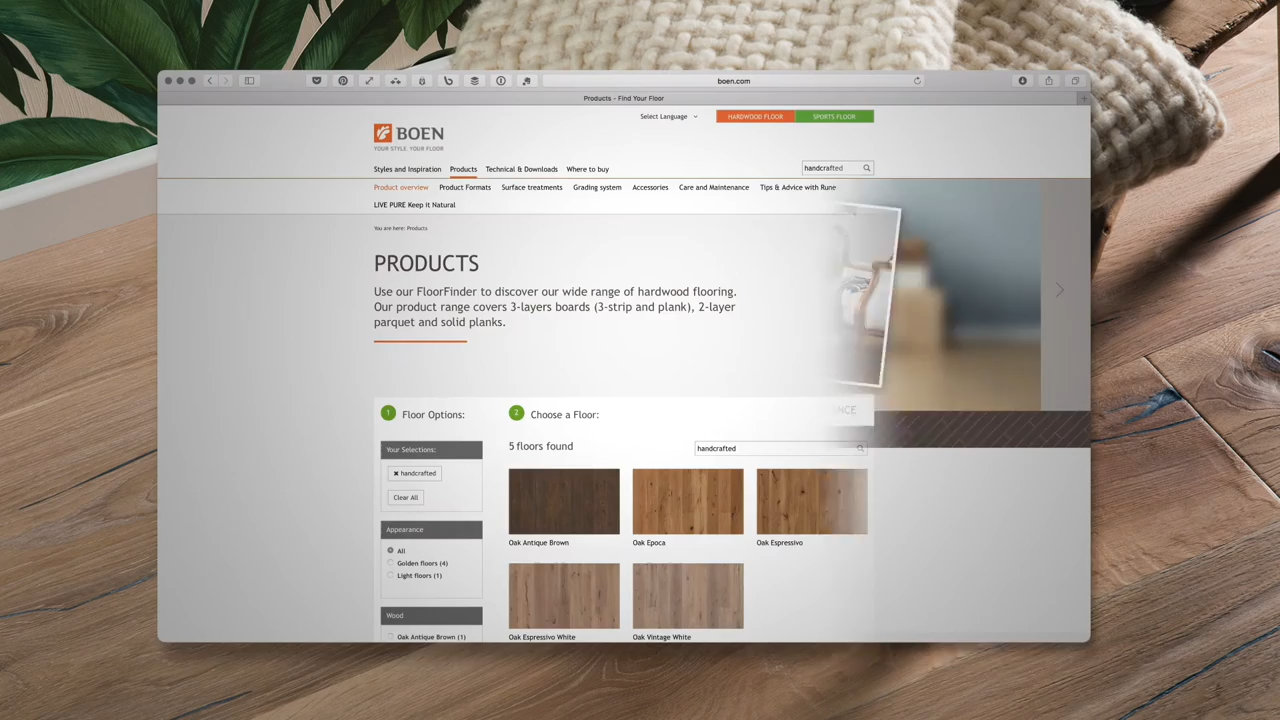 boen.com
Products - Find Your Floor
Select Language
HARDWOOD FLOOR
SPORTS FLOOR
BOEN
YOUR STYLE. YOUR FLOOR
Styles and Inspiration Products Technical & Downloads Where to buy
handcrafted
Product overview Product Formats Surface treatments Grading system Accessories Care and Maintenance Tips & Advice with Rune
LIVE PURE Keep it Natural
You are here: Products
PRODUCTS
Use our FloorFinder to discover our wide range of hardwood flooring.
Our product range covers 3-layers boards (3-strip and plank), 2-layer
parquet and solid planks.
1 Floor Options:
2 Choose a Floor:
Your Selections:
5 floors found
handcrafted
✖ handcrafted
Clear All
Appearance
All
Golden floors (4)
Light floors (1)
Wood
Oak Antique Brown (1)
Oak Antique Brown
Oak Epoca
Oak Espressivo
Oak Espressivo White
Oak Vintage White